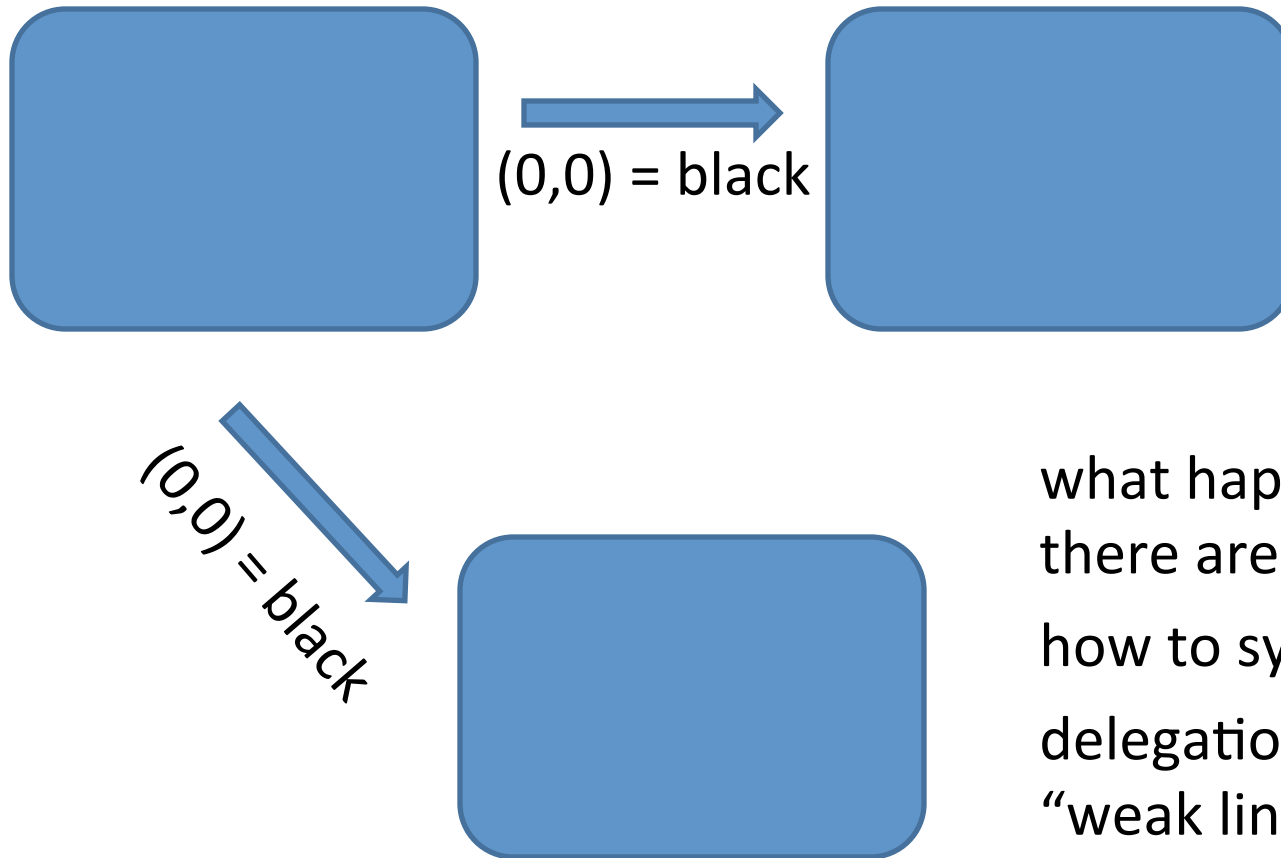 (0,0) = black
(0,0) = black
what hap
there are
how to sy
delegatio
“weak lin